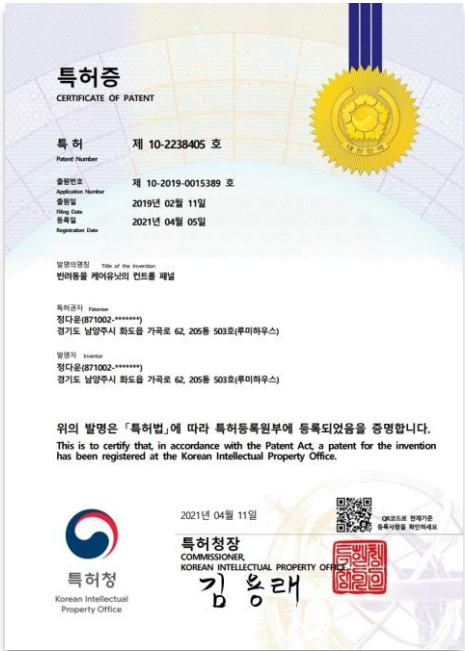 특허증
CERTIFICATE OF PATENT
특 허 제 10-2238405 호
Patent Number
출원번호 제 10-2019-0015389 호
Application Number
출원일 2019년 02월 11일
Filing Date
등록일 2021년 04월 05일
Registration Date
발명의명칭 Title of the Invention
반려동물 케어유닛의 컨트롤 패널
특허권자 Patentee
정다운(871002-*******)
경기도 남양주시 화도읍 가곡로 62, 205동 503호(루미하우스)
발명자 Inventor
정다운(871002-*******)
경기도 남양주시 화도읍 가곡로 62, 205동 503호(루미하우스)
위의 발명은 「특허법」에 따라 특허등록원부에 등록되었음을 증명합니다.
This is to certify that, in accordance with the Patent Act, a patent for the invention
has been registered at the Korean Intellectual Property Office.
2021년 04월 11일
QR코드로 현재기준
등록사항을 확인하세요
특허청장
COMMISSIONER,
KOREAN INTELLECTUAL PROPERTY OFFICE
김용래
특허청
Korean Intellectual
Property Office
대한민국